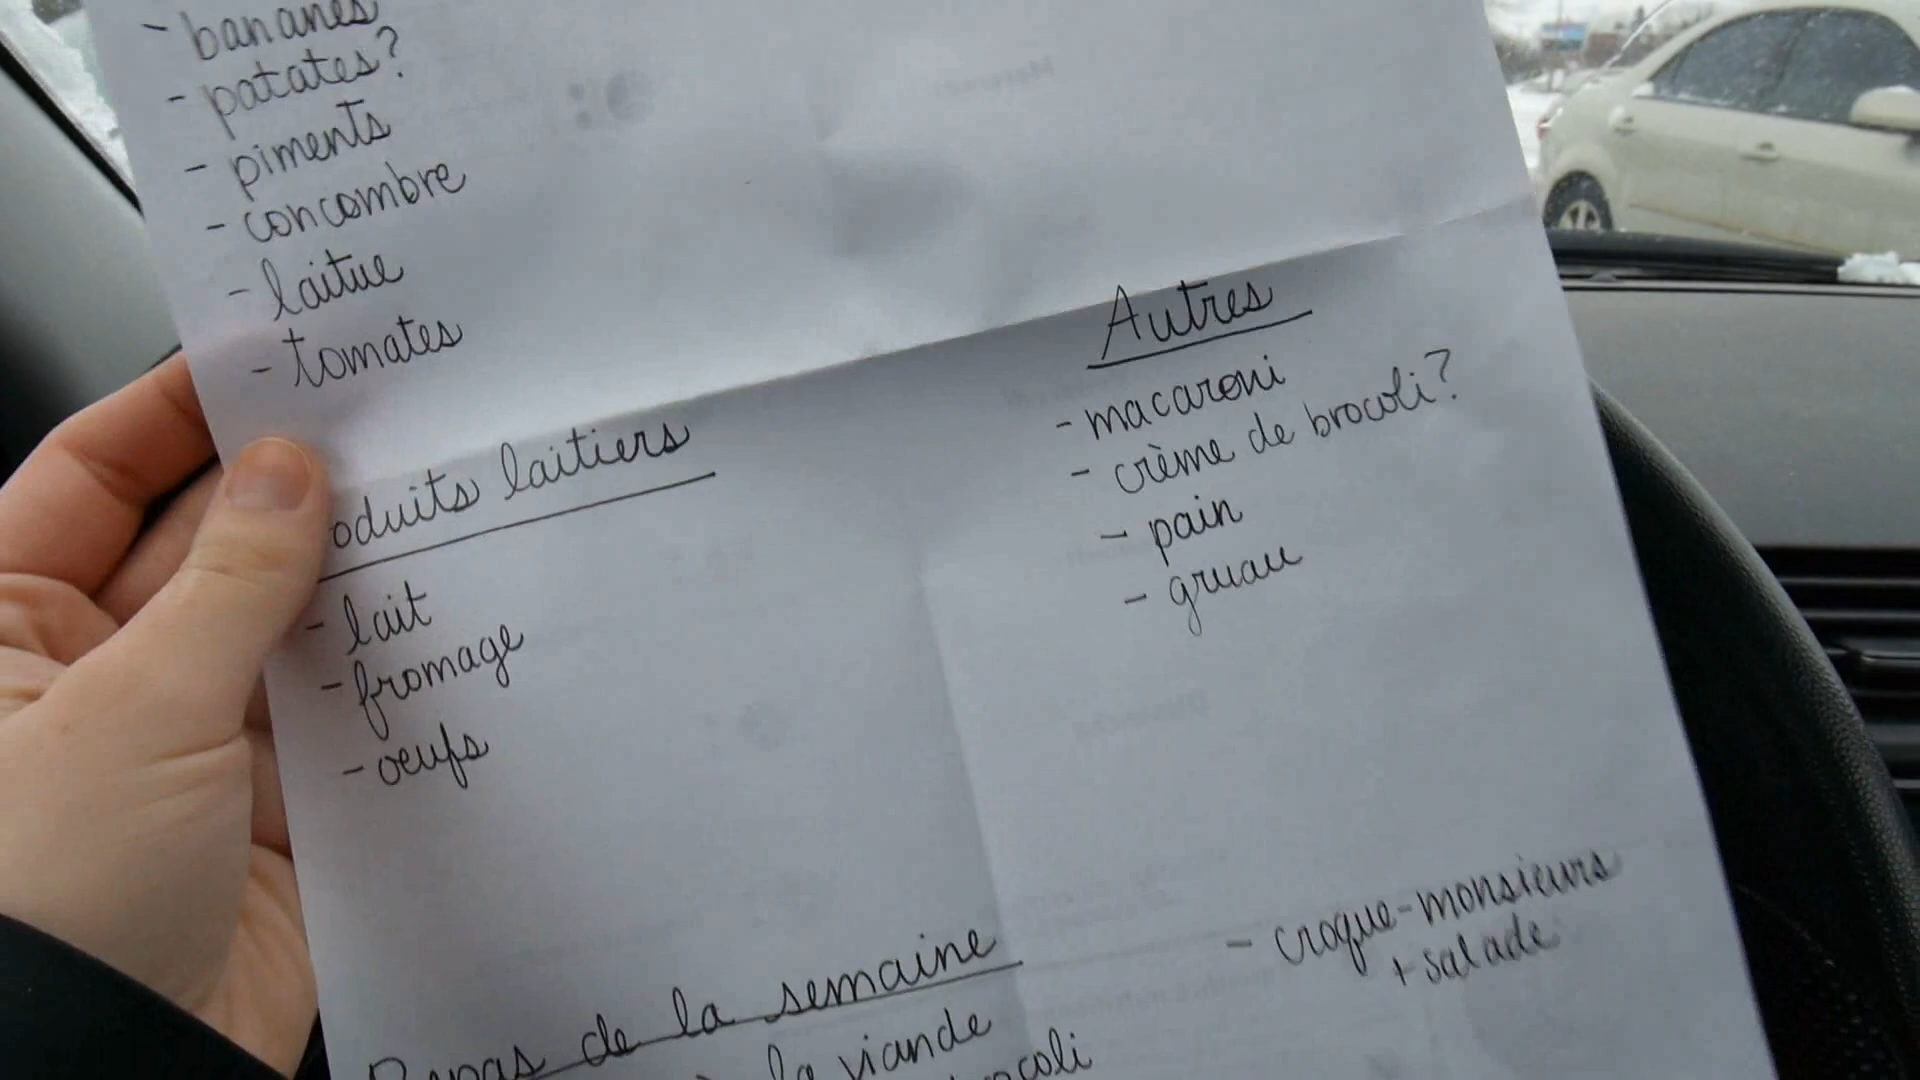 - bananes
- patates?
- piments
- concombre
- laitue
- tomates
oduits laitiers
- lait
- fromage
- oeufs
Autres
- macaroni
- crème de brocoli?
- pain
- gruau
Repas de la semaine
à la viande
ocoli
- croque-monsieurs
+ salade